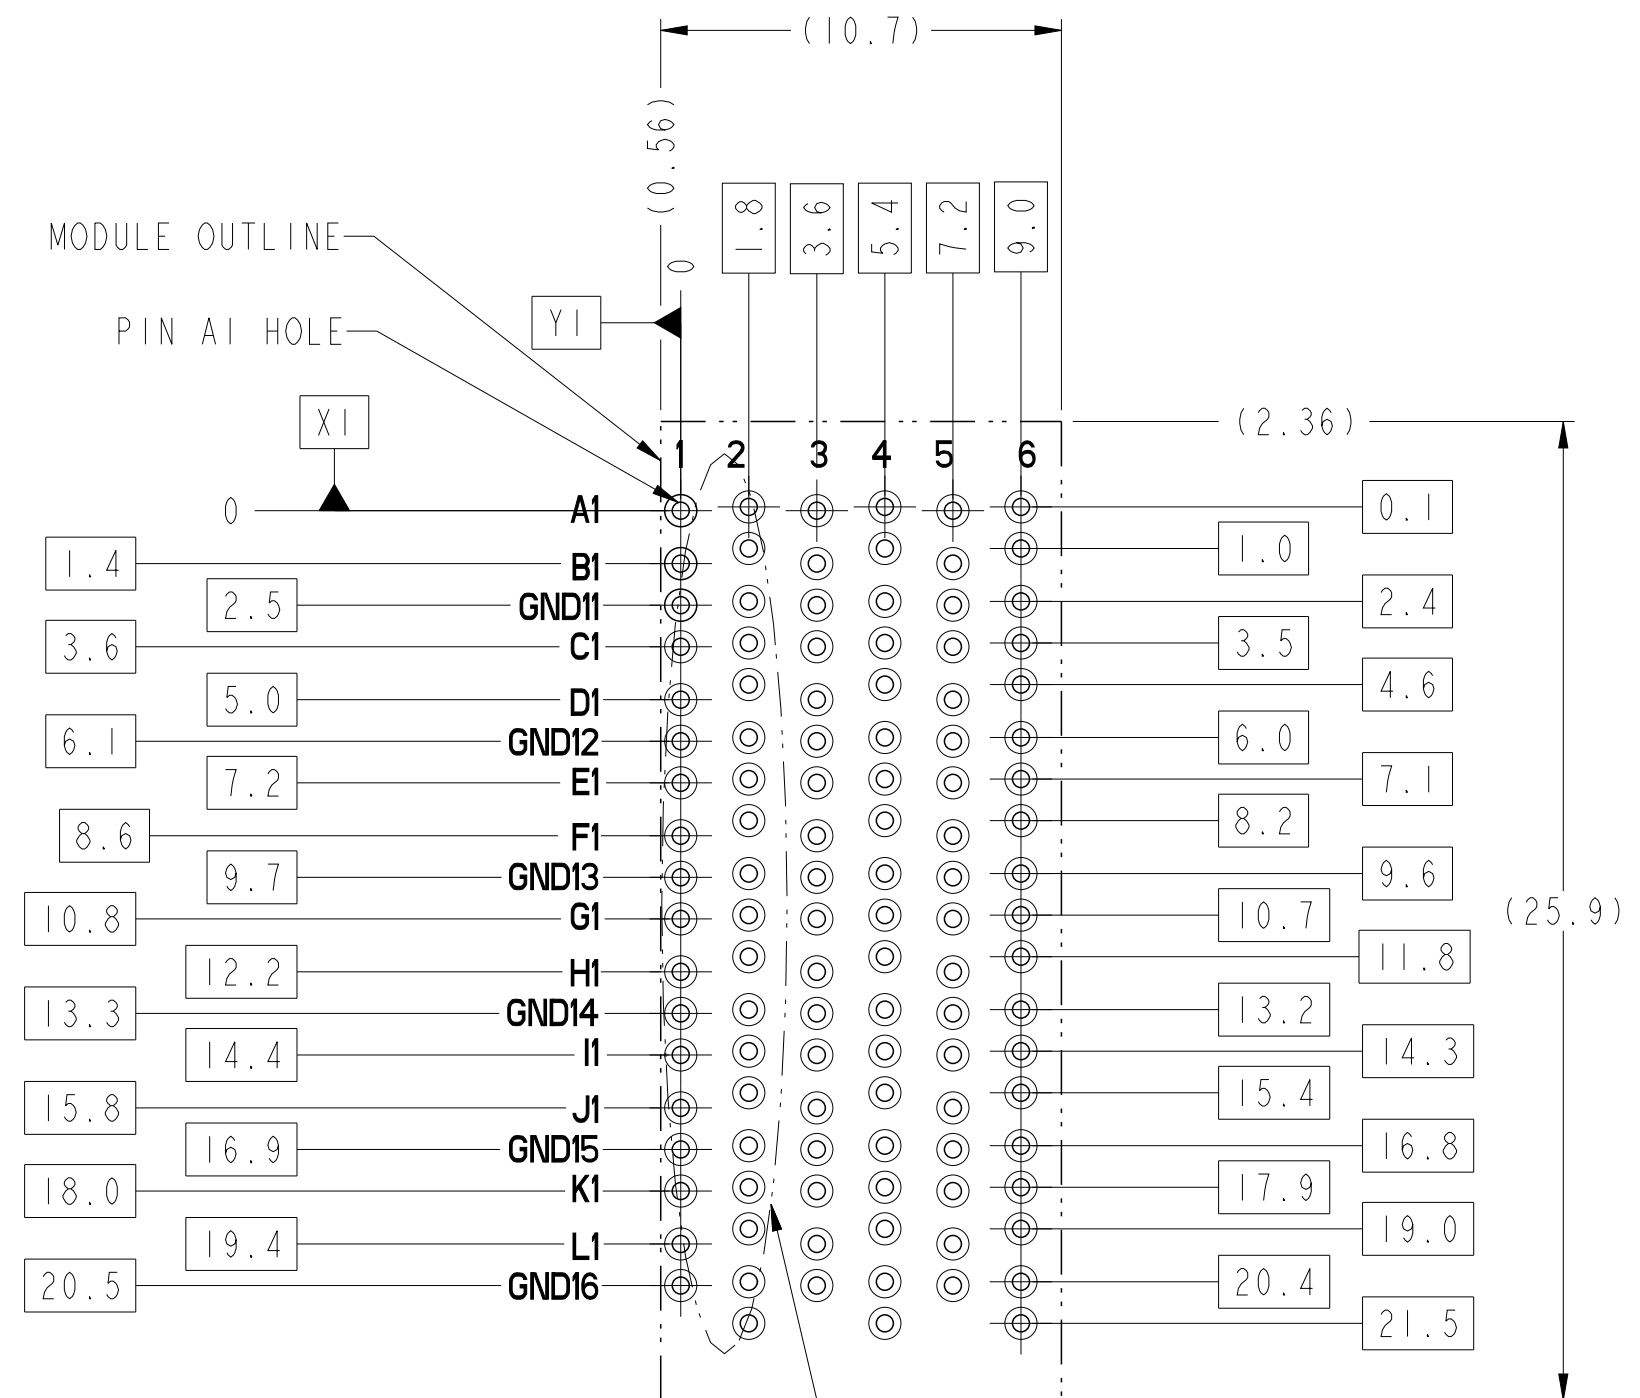 (10.7)
(0.56)
0
1.8
3.6
5.4
7.2
9.0
MODULE OUTLINE
PIN A1 HOLE
Y1
X1
(2.36)
1 2 3 4 5 6
0 A1 0.1
1.4 B1 1.0
2.5 GND11 2.4
3.6 C1 3.5
5.0 D1 4.6
6.1 GND12 6.0
7.2 E1 7.1
8.6 F1 8.2
9.7 GND13 9.6
10.8 G1 10.7
(25.9)
12.2 H1 11.8
13.3 GND14 13.2
14.4 I1 14.3
15.8 J1 15.4
16.9 GND15 16.8
18.0 K1 17.9
19.4 L1 19.0
20.5 GND16 20.4
21.5